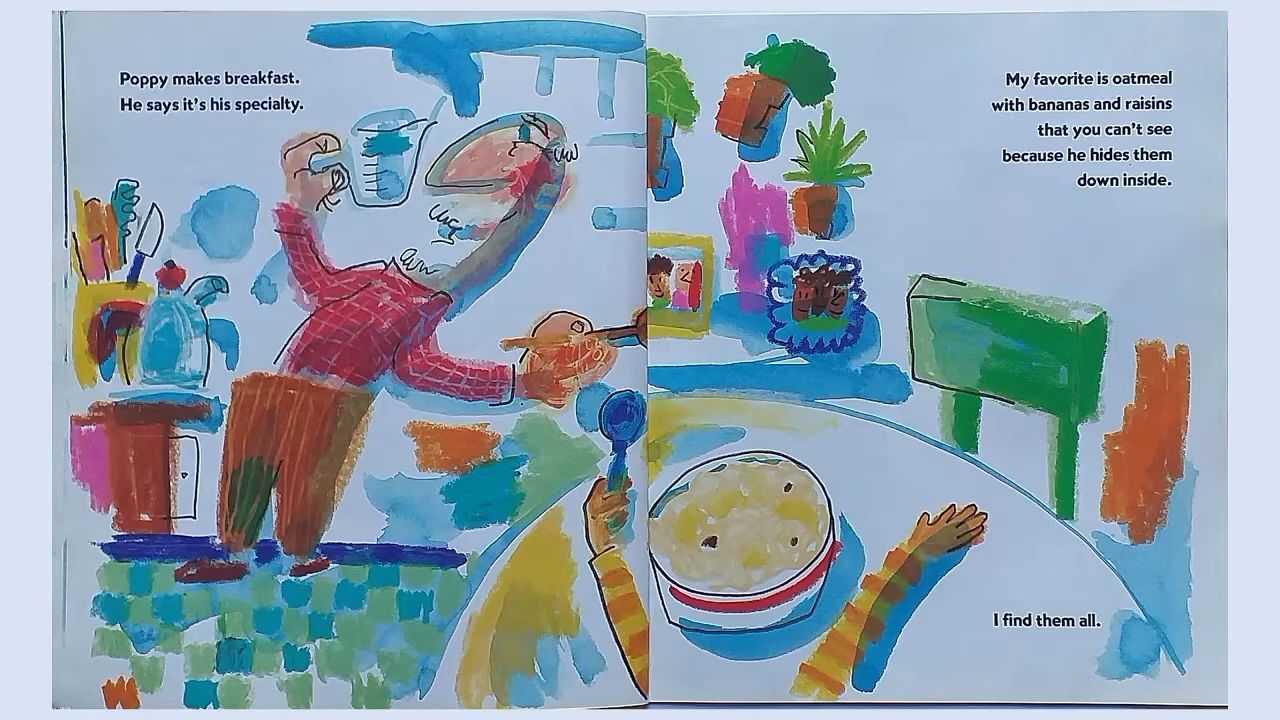 Poppy makes breakfast.
He says it's his specialty.
My favorite is oatmeal
with bananas and raisins
that you can't see
because he hides them
down inside.
I find them all.